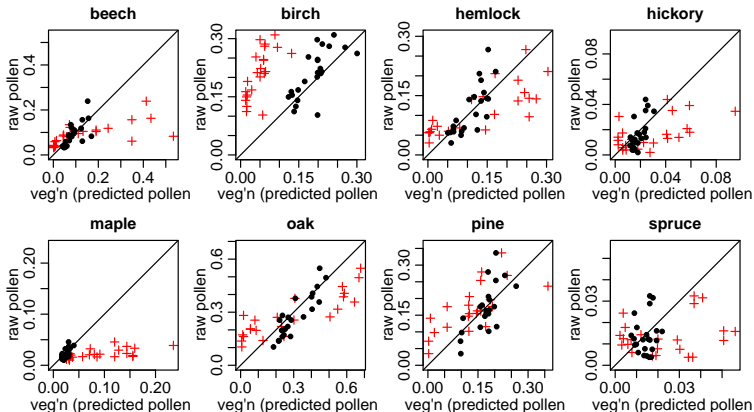 beech
birch
hemlock
hickory
raw pollen
0.0 0.2 0.4
0.0 0.2 0.4
veg'n (predicted pollen
raw pollen
0.00 0.15 0.30
0.00 0.15 0.30
veg'n (predicted pollen
raw pollen
0.00 0.15 0.30
0.00 0.15 0.30
veg'n (predicted pollen
raw pollen
0.00 0.04 0.08
0.00 0.04 0.08
veg'n (predicted pollen
maple
oak
pine
spruce
raw pollen
0.00 0.10 0.20
0.00 0.10 0.20
veg'n (predicted pollen
raw pollen
0.0 0.3 0.6
0.0 0.3 0.6
veg'n (predicted pollen
raw pollen
0.00 0.15 0.30
0.00 0.15 0.30
veg'n (predicted pollen
raw pollen
0.00 0.03
0.00 0.03
veg'n (predicted pollen